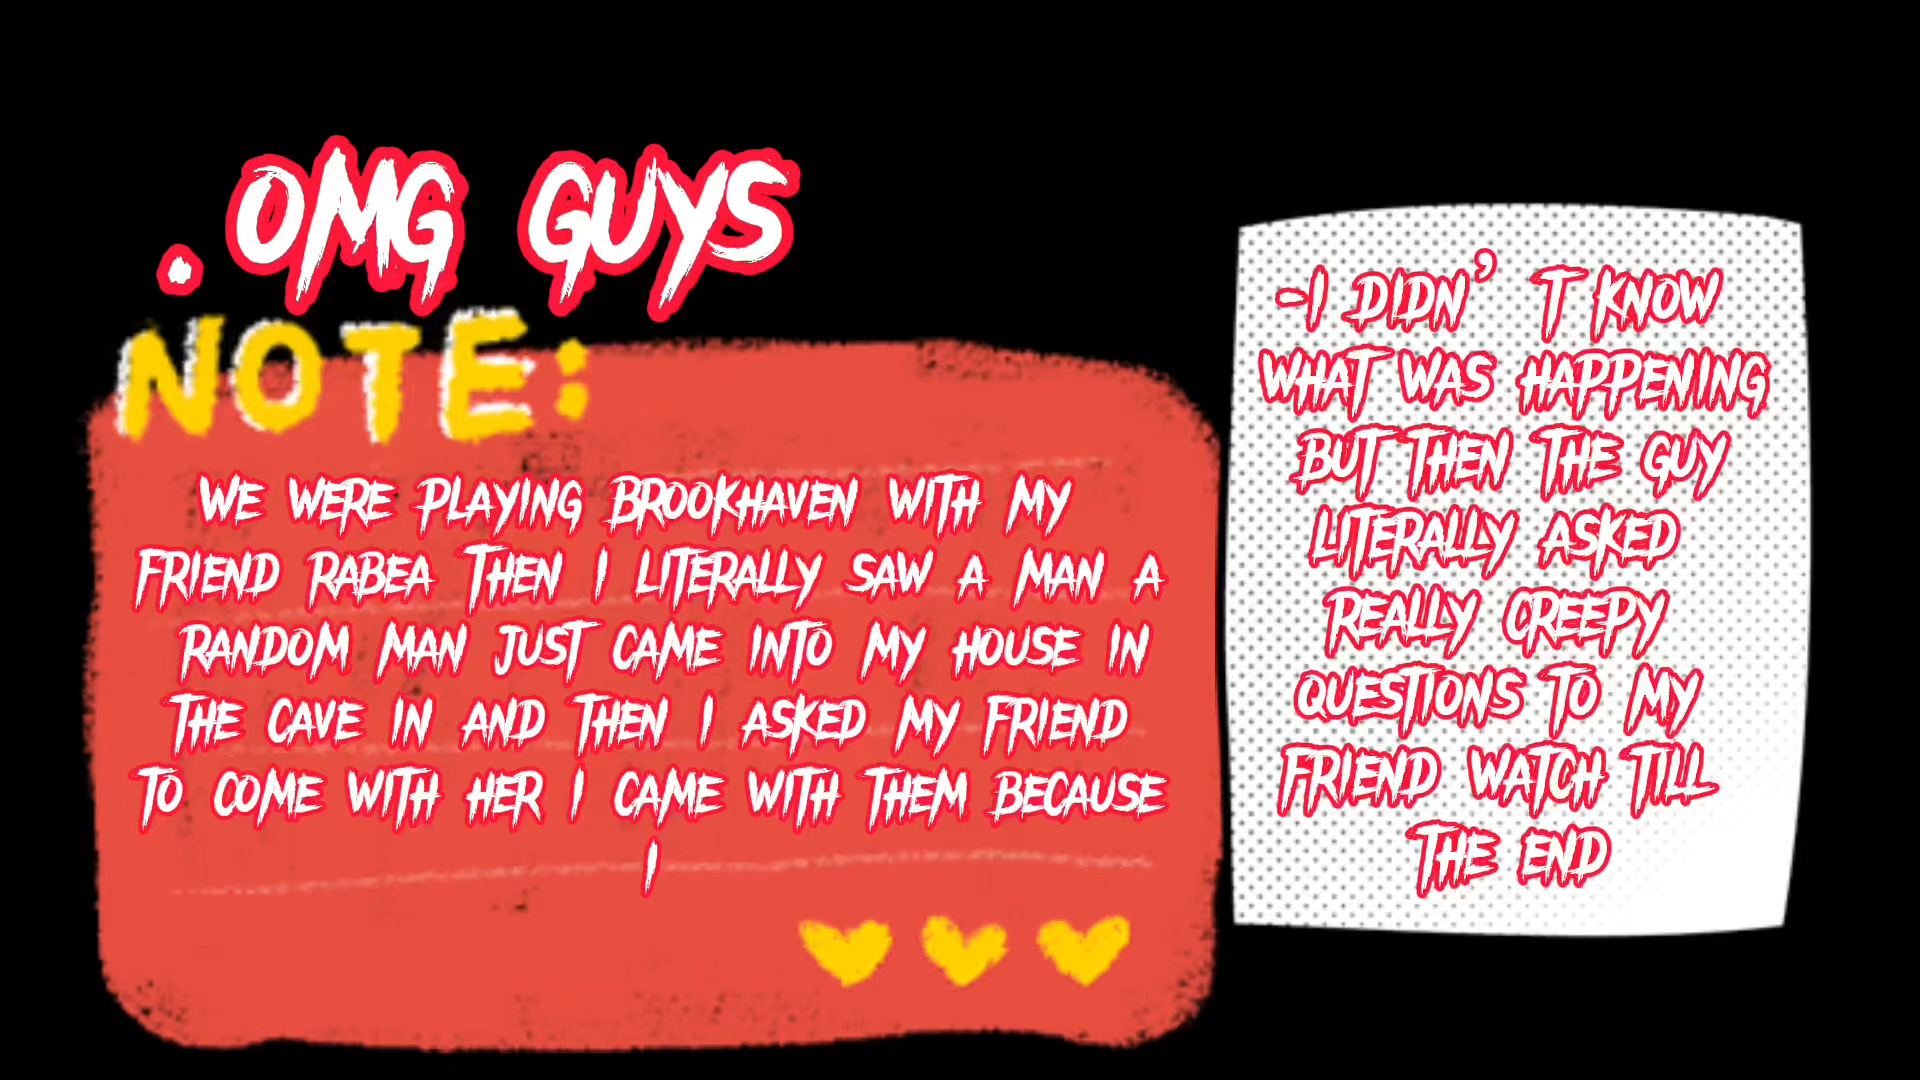 . OMG GUYS
NOTE:
WE WERE PLAYING BROOKHAVEN WITH MY
FRIEND RABEA THEN I LITERALLY SAW A MAN A
RANDOM MAN JUST CAME INTO MY HOUSE IN
THE CAVE IN AND THEN I ASKED MY FRIEND
TO COME WITH HER I CAME WITH THEM BECAUSE
I
-I DIDN' T KNOW
WHAT WAS HAPPENING
BUT THEN THE GUY
LITERALLY ASKED
REALLY CREEPY
QUESTIONS TO MY
FRIEND WATCH TILL
THE END